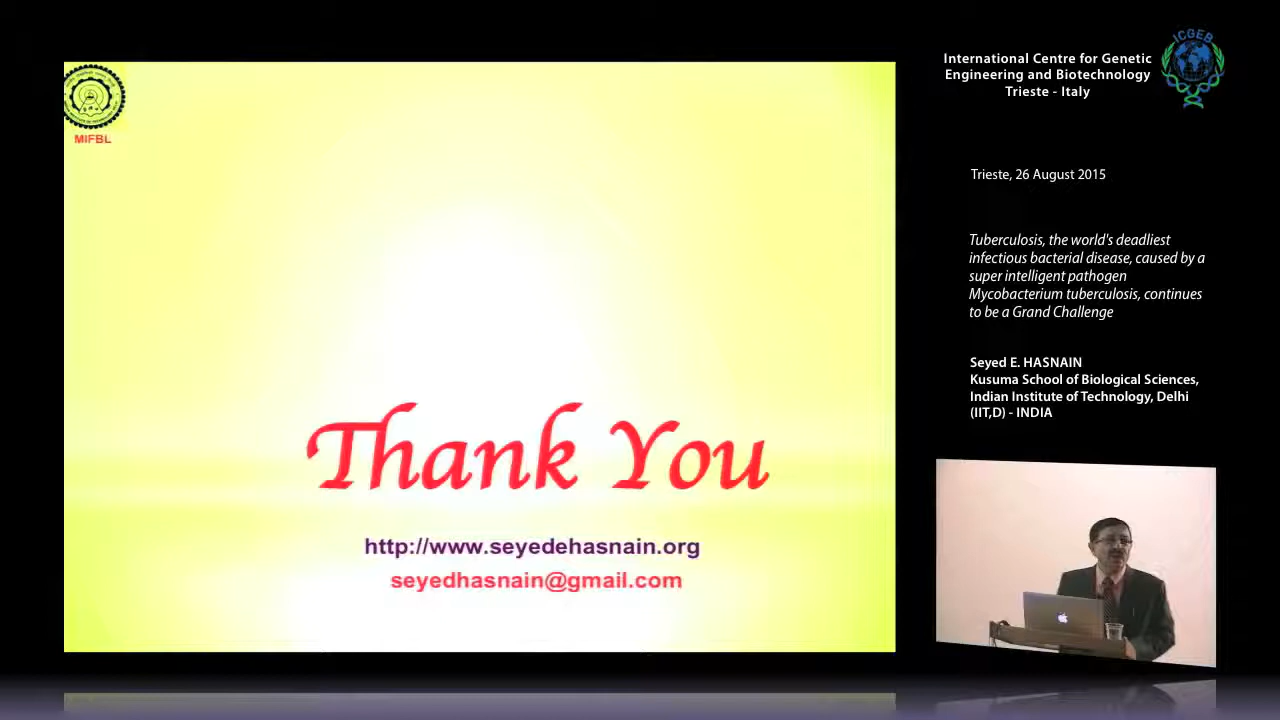 MIFBL
Thank You
http://www.seyedehasnain.org
seyedhasnain@gmail.com
ICGEB
International Centre for Genetic
Engineering and Biotechnology
Trieste - Italy
Trieste, 26 August 2015
Tuberculosis, the world's deadliest
infectious bacterial disease, caused by a
super intelligent pathogen
Mycobacterium tuberculosis, continues
to be a Grand Challenge
Seyed E. HASNAIN
Kusuma School of Biological Sciences,
Indian Institute of Technology, Delhi
(IIT,D) - INDIA